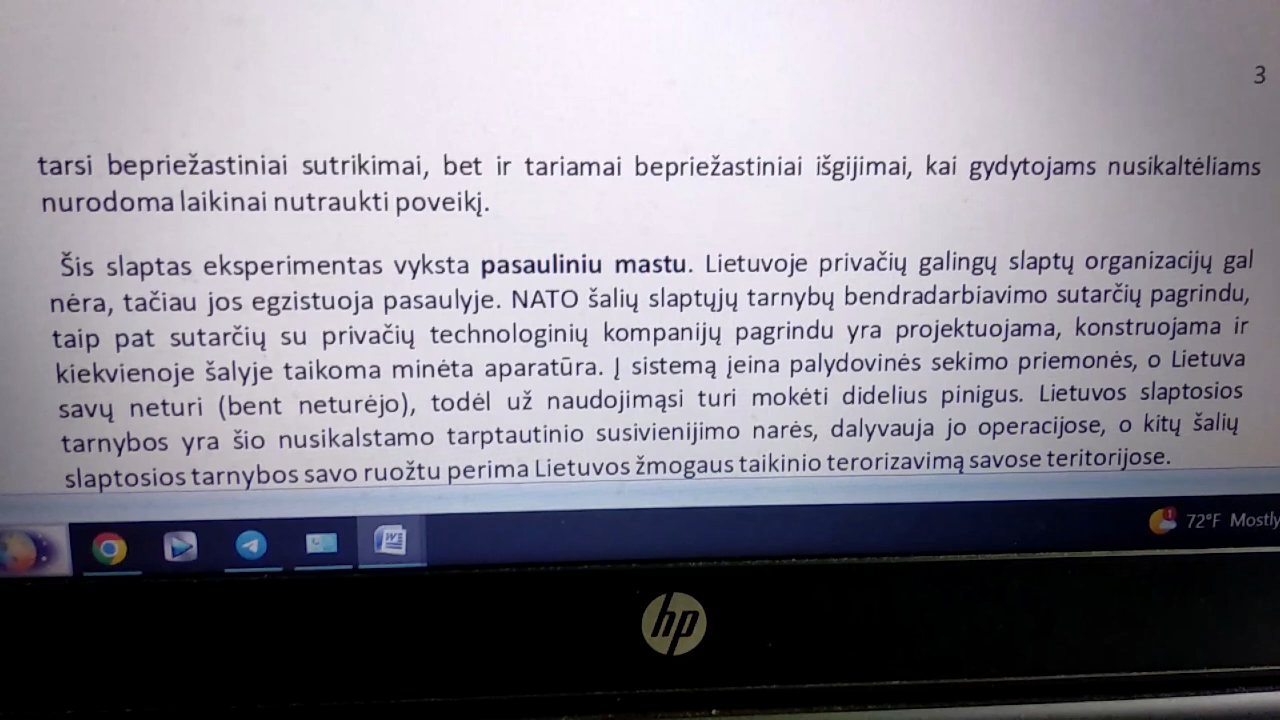 3
tarsi bepriežastiniai sutrikimai, bet ir tariamai bepriežastiniai išgijimai, kai gydytojams nusikaltėliams
nurodoma laikinai nutraukti poveikį.
Šis slaptas eksperimentas vyksta pasauliniu mastu. Lietuvoje privačių galingų slaptų organizacijų gal
nėra, tačiau jos egzistuoja pasaulyje. NATO šalių slaptųjų tarnybų bendradarbiavimo sutarčių pagrindu,
taip pat sutarčių su privačių technologinių kompanijų pagrindu yra projektuojama, konstruojama ir
kiekvienoje šalyje taikoma minėta aparatūra. Į sistemą įeina palydovinės sekimo priemonės, o Lietuva
savų neturi (bent neturėjo), todėl už naudojimąsi turi mokėti didelius pinigus. Lietuvos slaptosios
tarnybos yra šio nusikalstamo tarptautinio susivienijimo narės, dalyvauja jo operacijose, o kitų šalių
slaptosios tarnybos savo ruožtu perima Lietuvos žmogaus taikinio terorizavimą savose teritorijose.
1
72°F Mostly
W
hp